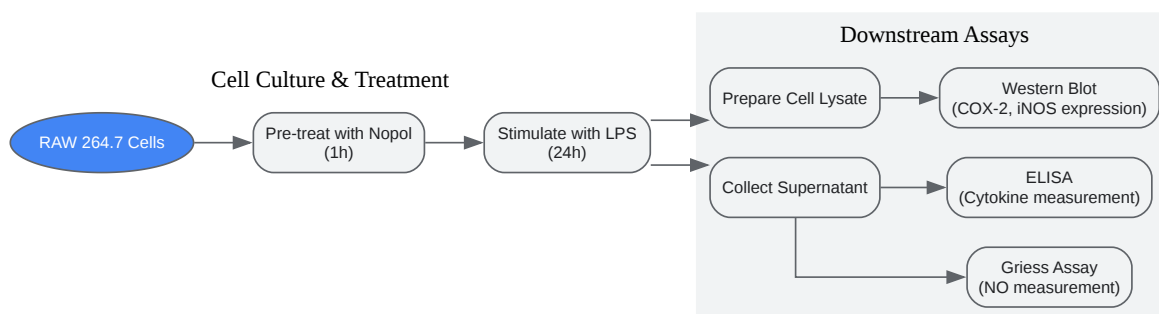 Cell Culture & Treatment
RAW 264.7 Cells
Pre-treat with Nopol
(1h)
Stimulate with LPS
(24h)
Downstream Assays
Prepare Cell Lysate
Western Blot
(COX-2, iNOS expression)
Collect Supernatant
ELISA
(Cytokine measurement)
Griess Assay
(NO measurement)